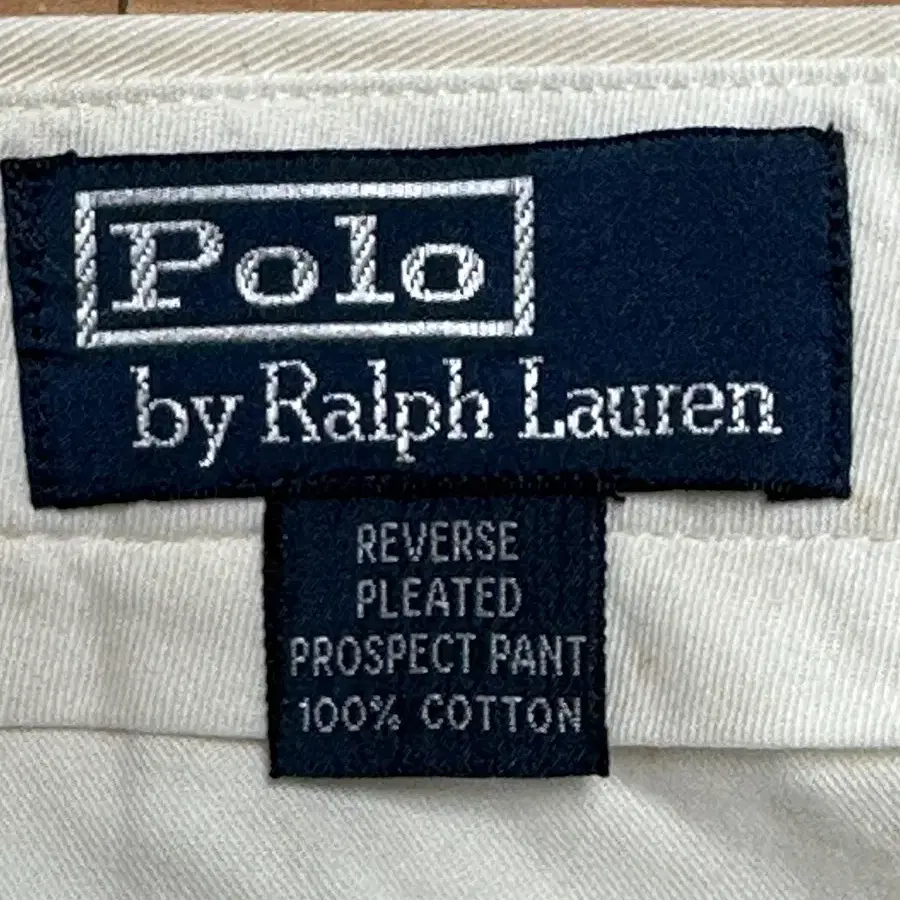 Polo
by Ralph Lauren
REVERSE
PLEATED
PROSPECT PANT
100% COTTON